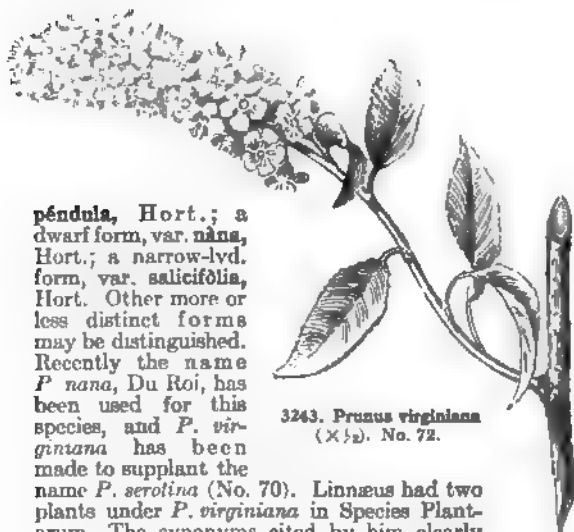 péndula, Hort.; a
dwarf form, var. nàna,
Hort.; a narrow-lvd.
form, var. salicifòlia,
Hort. Other more or
less distinct forms
may be distinguished.
Recently the name
P nana, Du Roi, has
been used for this
species, and P. vir-
giniana has been
made to supplant the
name P. serotina (No. 70). Linnæus had two
plants under P. virginiana in Species Plant-
arum. The synonyms cited by him clearly
3243. Prunus virginiana
(×½). No. 72.